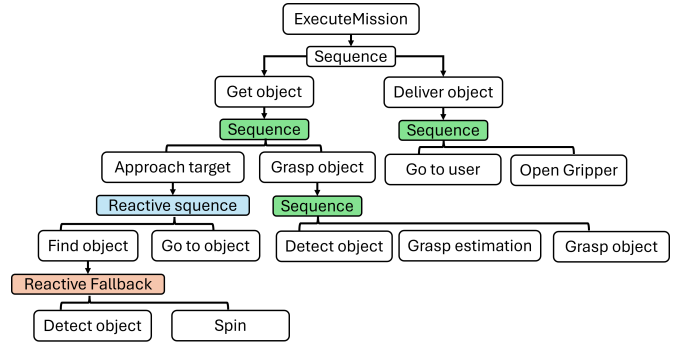 ExecuteMission
Sequence
Get object
Deliver object
Sequence
Sequence
Approach target
Grasp object
Go to user
Open Gripper
Reactive squence
Sequence
Find object
Go to object
Detect object
Grasp estimation
Grasp object
Reactive Fallback
Detect object
Spin